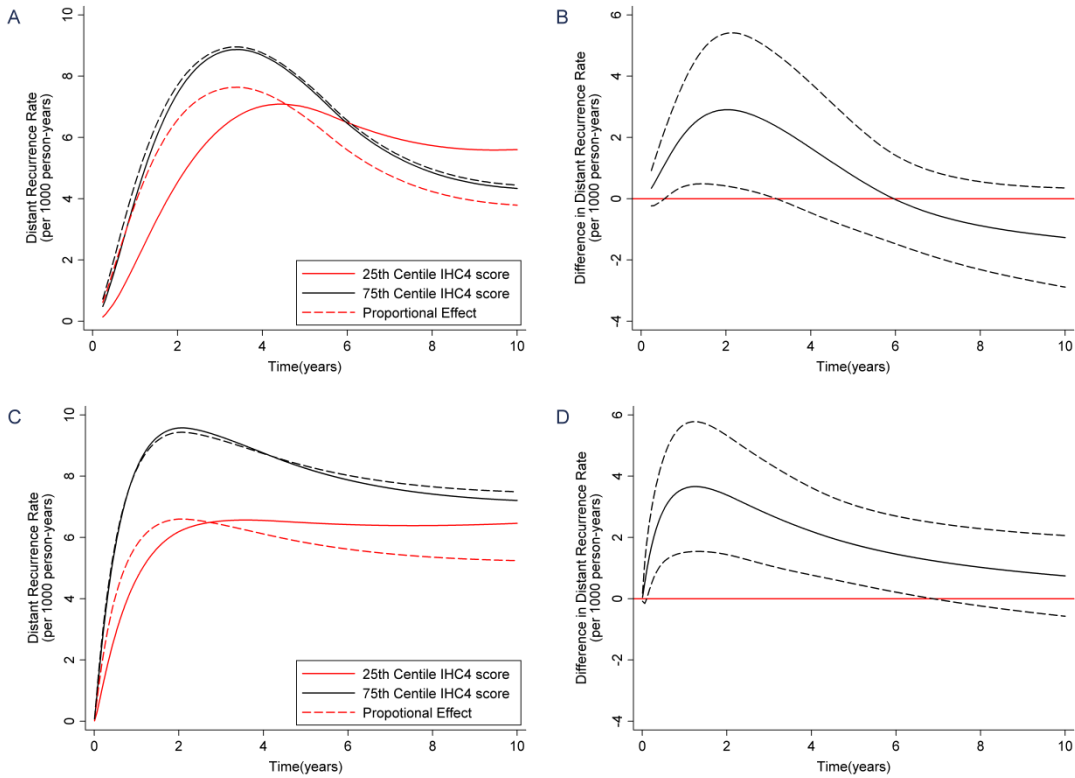 A
Distant Recurrence Rate
(per 1000 person-years)
10
8
6
4
2
0
25th Centile IHC4 score
75th Centile IHC4 score
Proportional Effect
0 2 4 6 8 10
Time(years)
B
Difference in Distant Recurrence Rate
(per 1000 person-years)
6
4
2
0
-2
-4
0 2 4 6 8 10
Time(years)
C
Distant Recurrence Rate
(per 1000 person-years)
10
8
6
4
2
0
25th Centile IHC4 score
75th Centile IHC4 score
Propotional Effect
0 2 4 6 8 10
Time(years)
D
Difference in Distant Recurrence Rate
(per 1000 person-years)
6
4
2
0
-2
-4
0 2 4 6 8 10
Time(years)